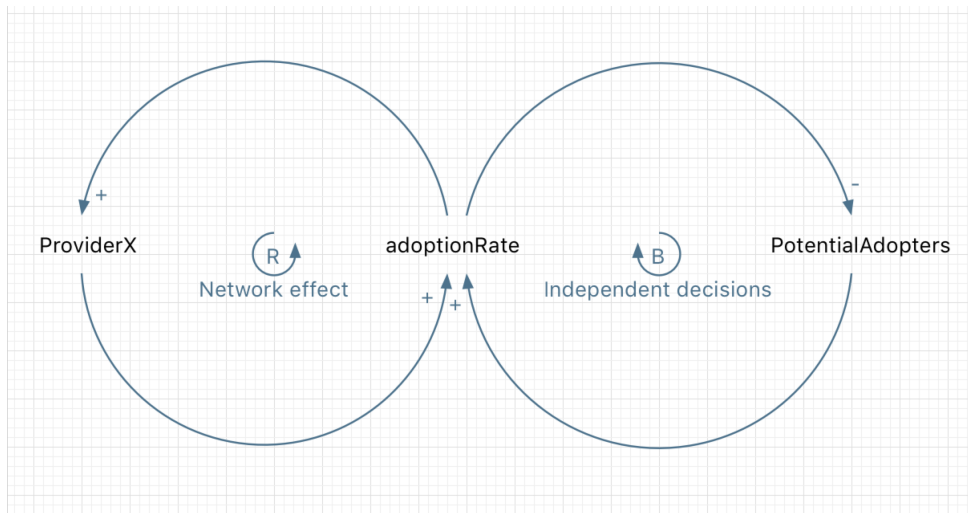 +
-
ProviderX
R
adoptionRate
B
PotentialAdopters
Network effect
+
+
Independent decisions